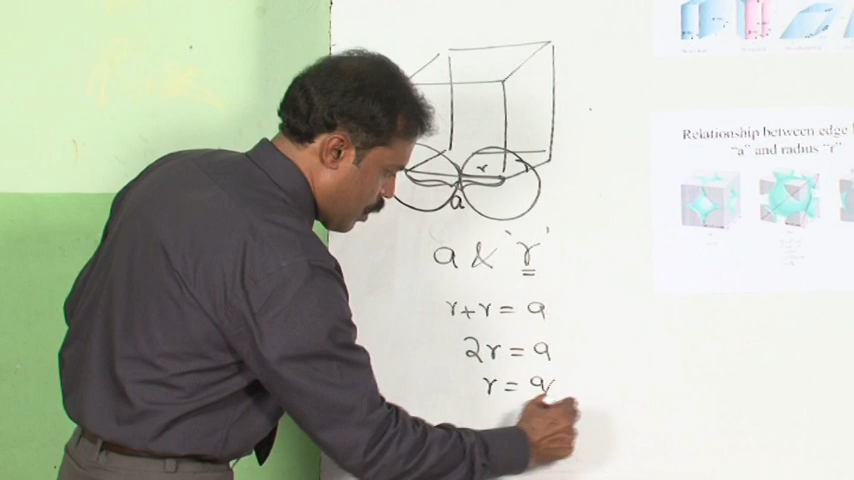 Relationship between edge
"a" and radius "r"
r
a
a & 'r'
r+r = a
2r = a
r = a/